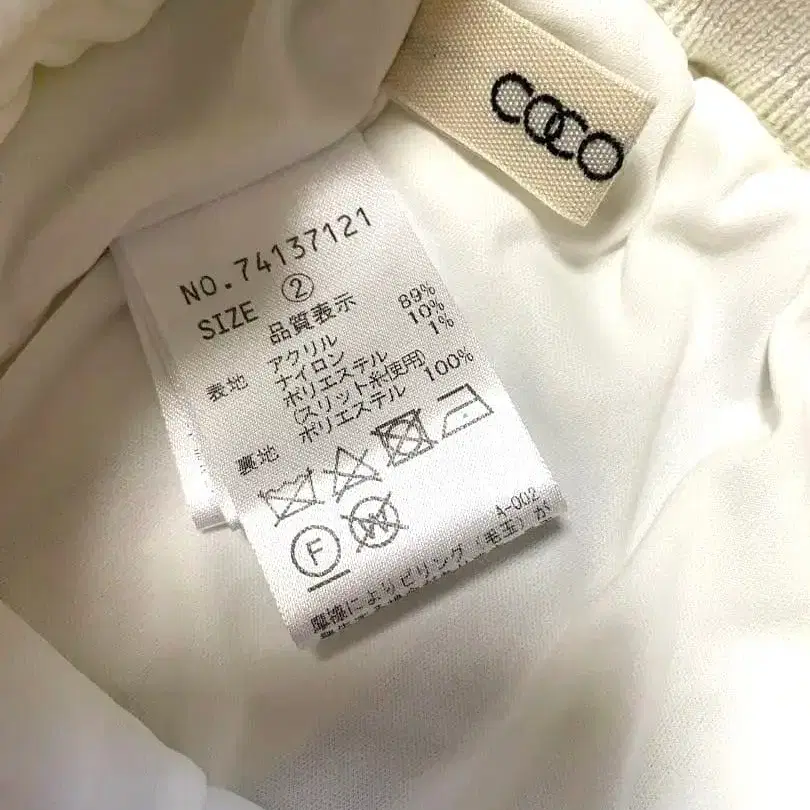 COCO
NO.74137121
SIZE ②
品質表示
表地 アクリル 89%
ナイロン 10%
ポリエステル 1%
(スリット糸使用)
裏地 ポリエステル 100%
F
W
A-002
摩擦によりピリング(毛玉)が